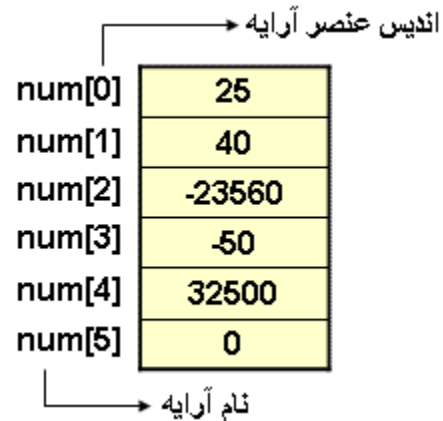 اندیس عنصر آرایه
num[0] 25
num[1] 40
num[2] -23560
num[3] -50
num[4] 32500
num[5] 0
نام آرایه